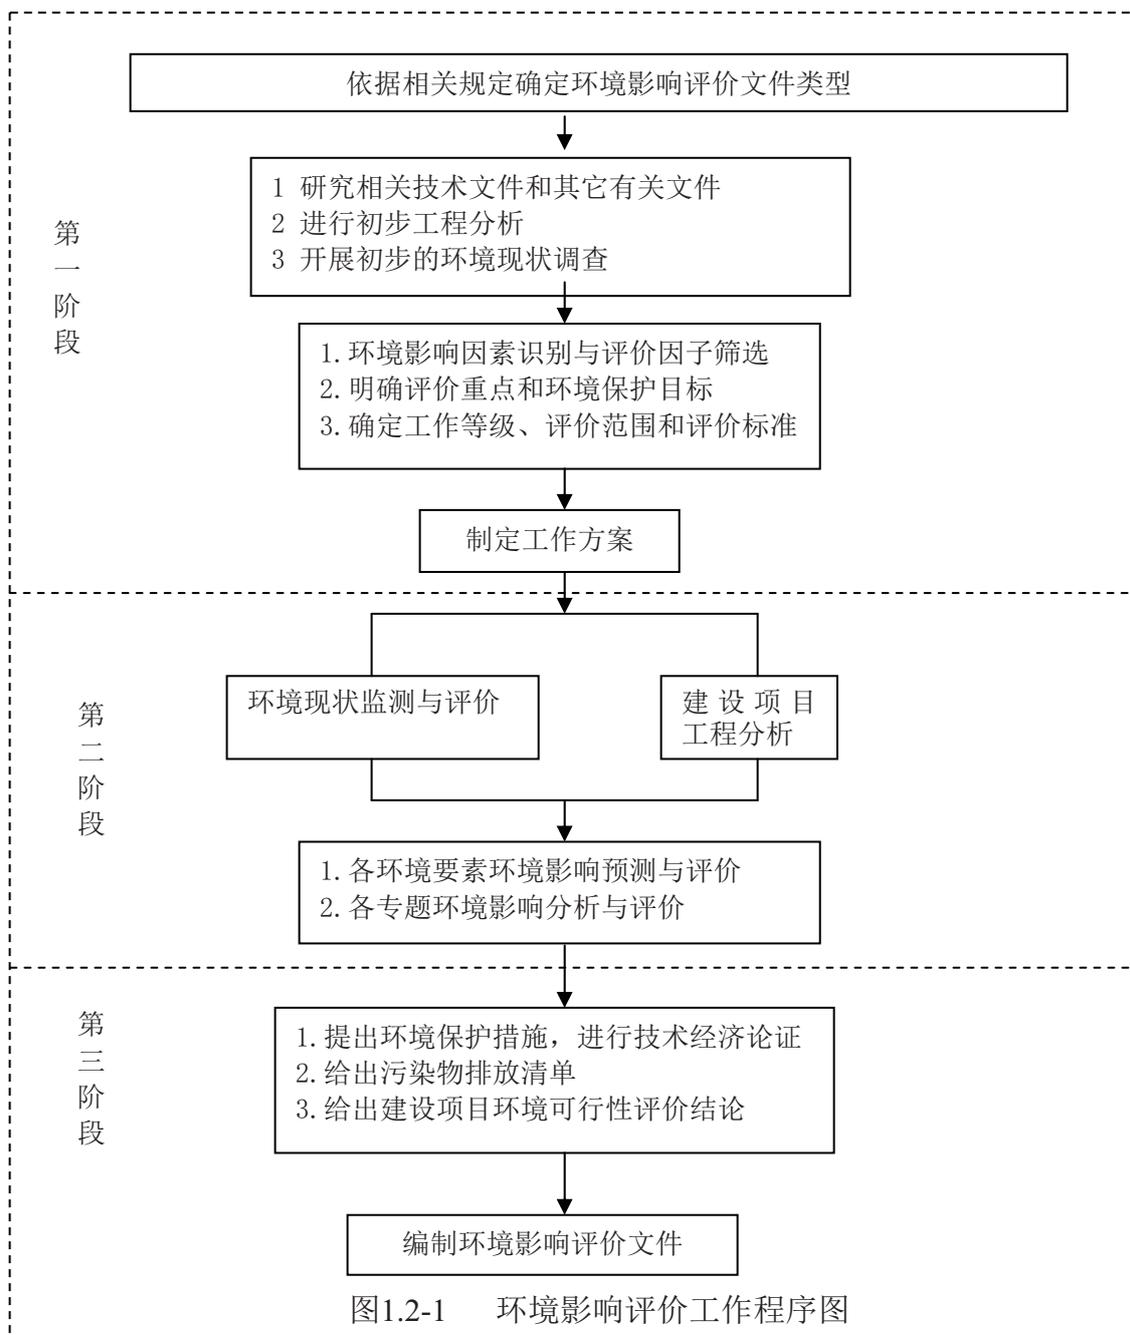 依据相关规定确定环境影响评价文件类型
第
一
阶
段
1 研究相关技术文件和其它有关文件
2 进行初步工程分析
3 开展初步的环境现状调查
1.环境影响因素识别与评价因子筛选
2.明确评价重点和环境保护目标
3.确定工作等级、评价范围和评价标准
制定工作方案
第
二
阶
段
环境现状监测与评价
建设项目
工程分析
1.各环境要素环境影响预测与评价
2.各专题环境影响分析与评价
第
三
阶
段
1.提出环境保护措施，进行技术经济论证
2.给出污染物排放清单
3.给出建设项目环境可行性评价结论
编制环境影响评价文件
图1.2-1 环境影响评价工作程序图